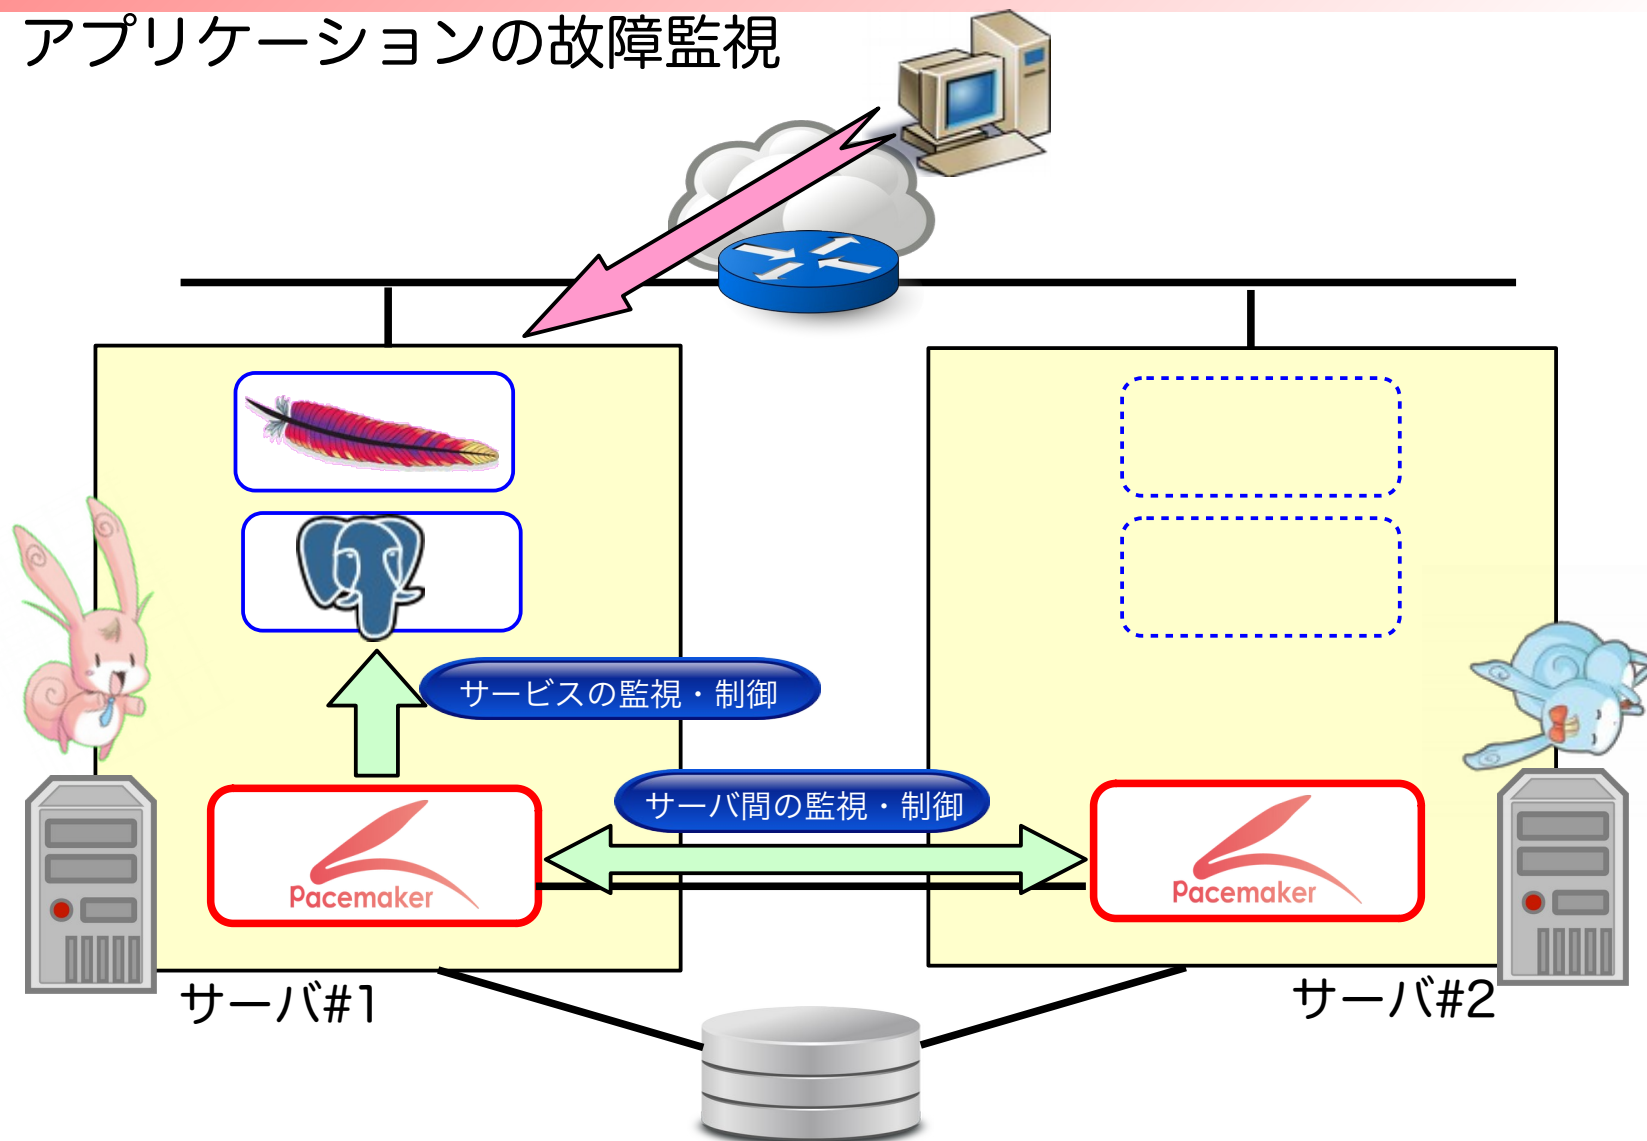 アプリケーションの故障監視
サービスの監視・制御
サーバ間の監視・制御
Pacemaker
Pacemaker
サーバ#1
サーバ#2